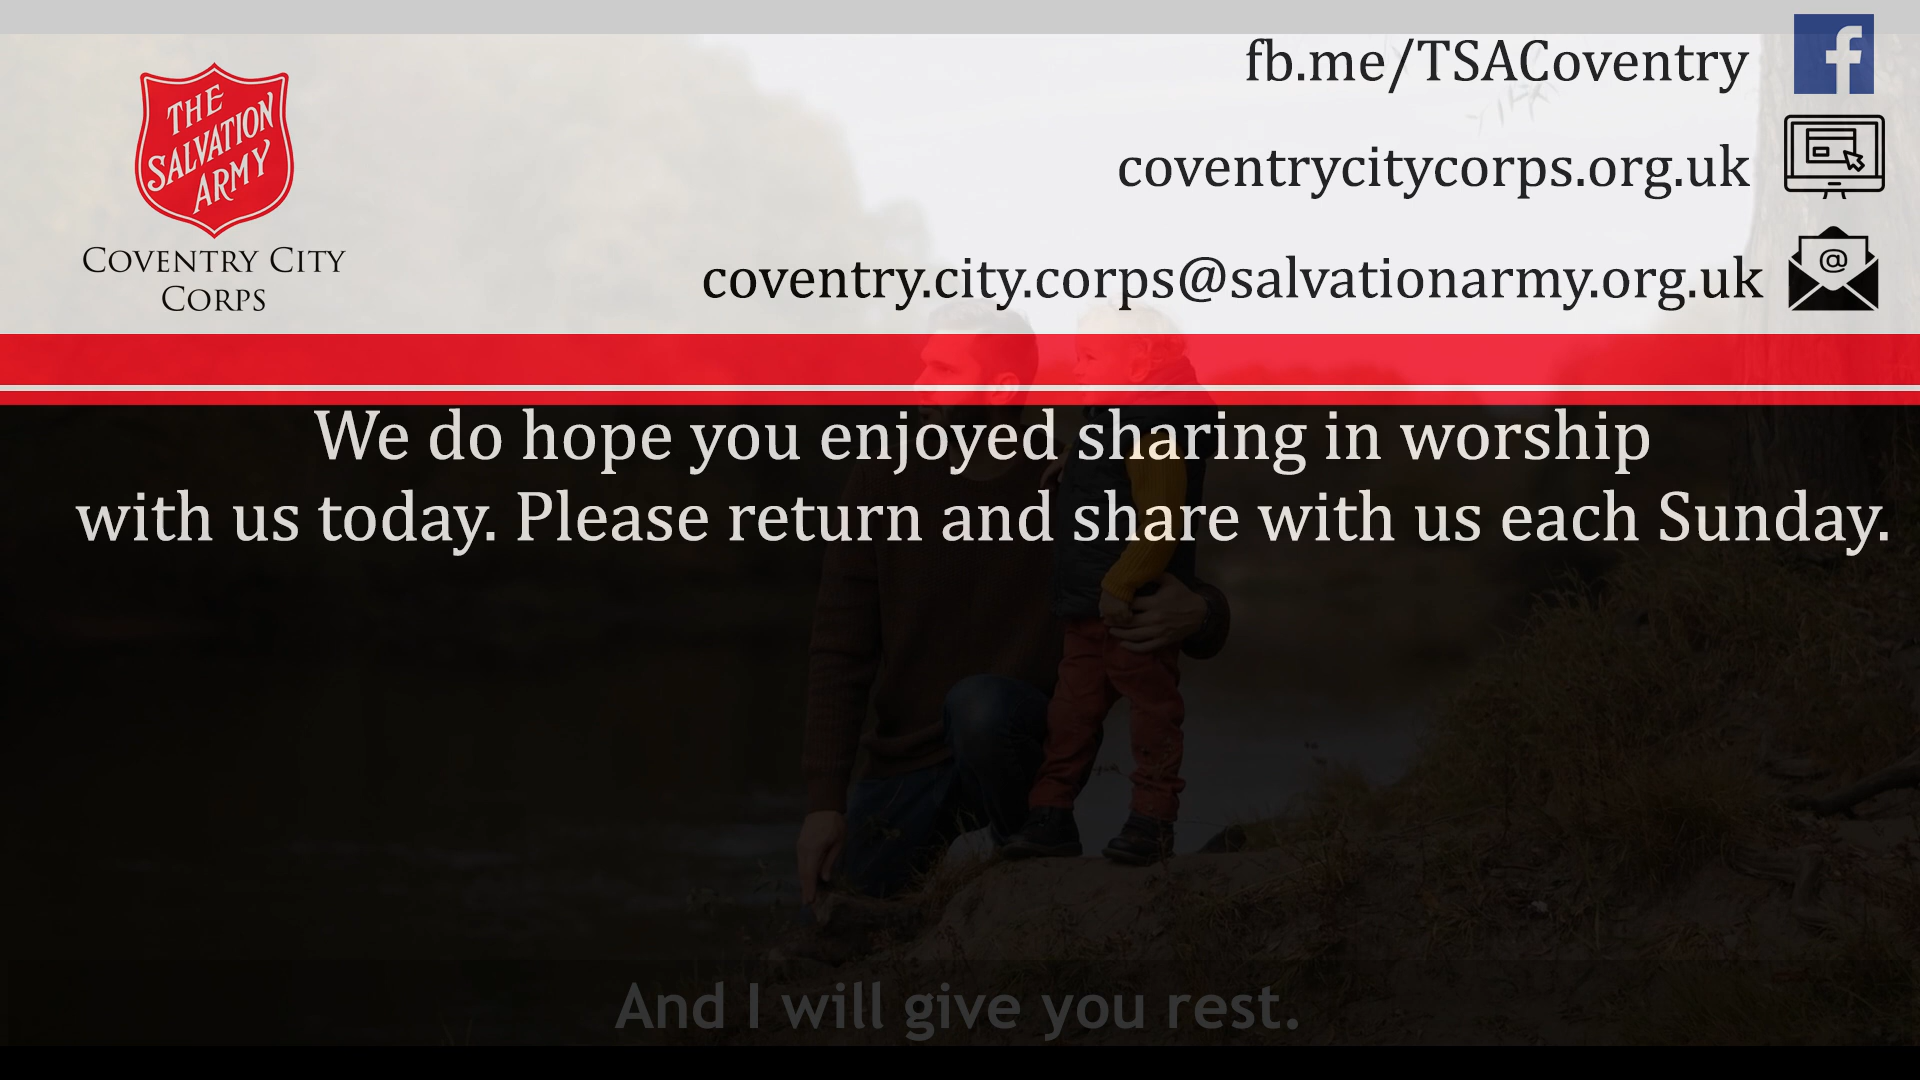 THE
SALVATION
ARMY
COVENTRY CITY
CORPS
fb.me/TSACoventry
f
coventrycitycorps.org.uk
coventry.city.corps@salvationarmy.org.uk
@
We do hope you enjoyed sharing in worship
with us today. Please return and share with us each Sunday.
And I will give you rest.